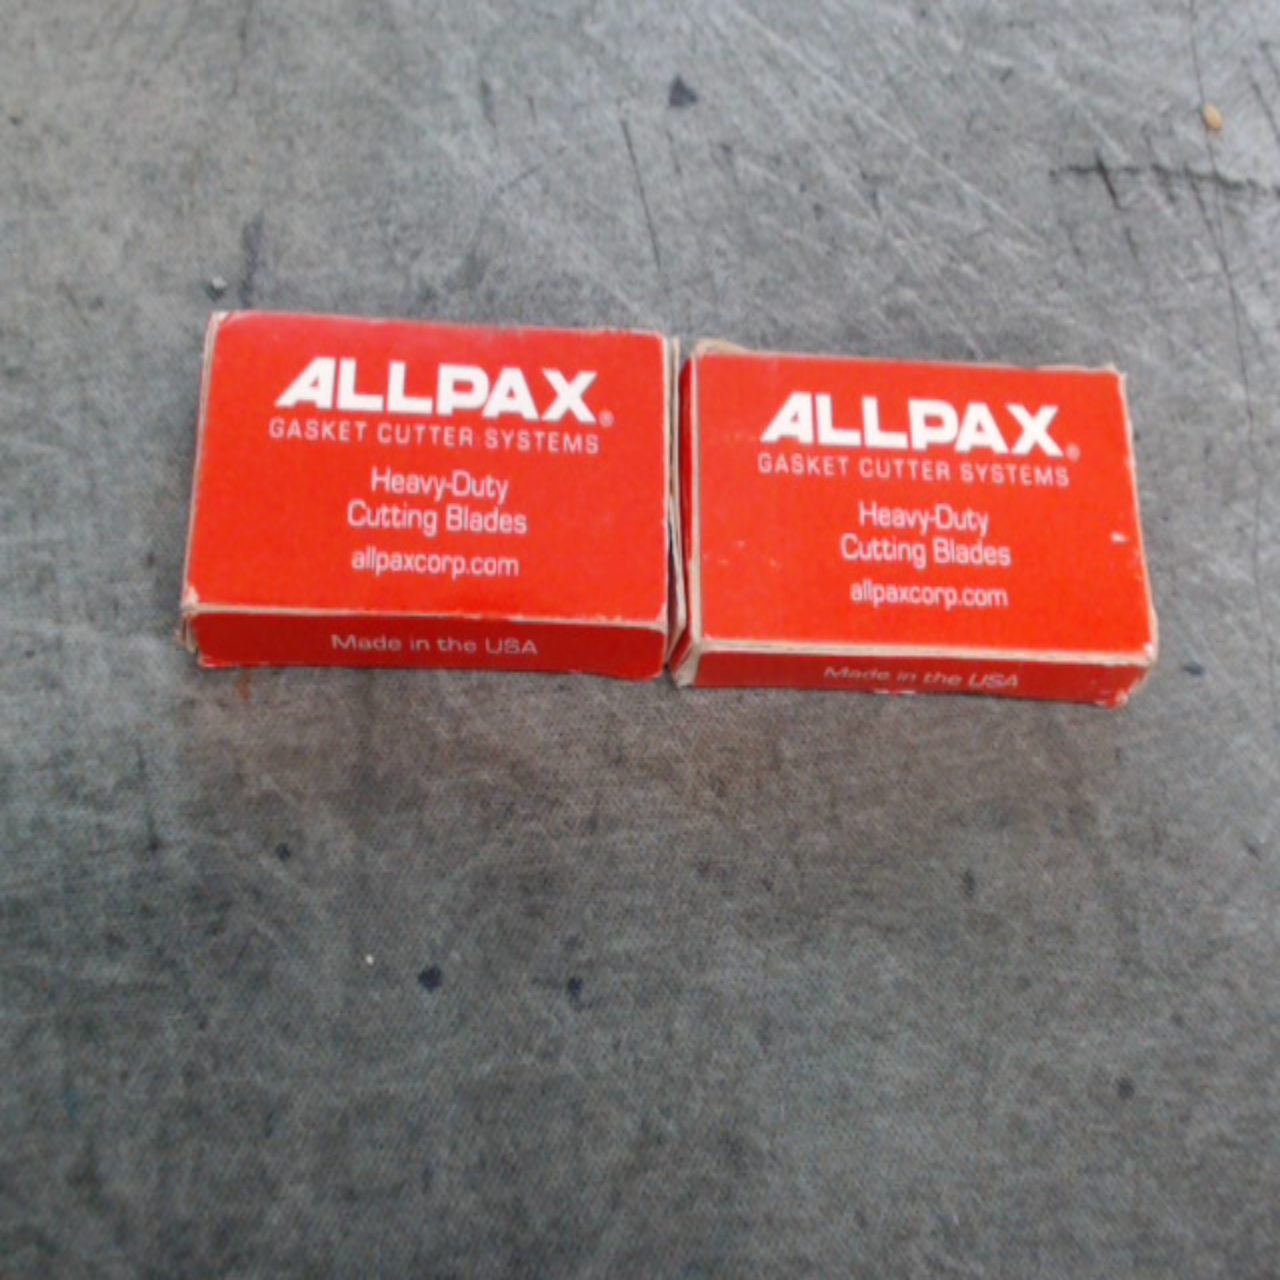 ALLPAX®
GASKET CUTTER SYSTEMS
Heavy-Duty
Cutting Blades
allpaxcorp.com
Made in the USA
ALLPAX®
GASKET CUTTER SYSTEMS
Heavy-Duty
Cutting Blades
allpaxcorp.com
Made in the USA